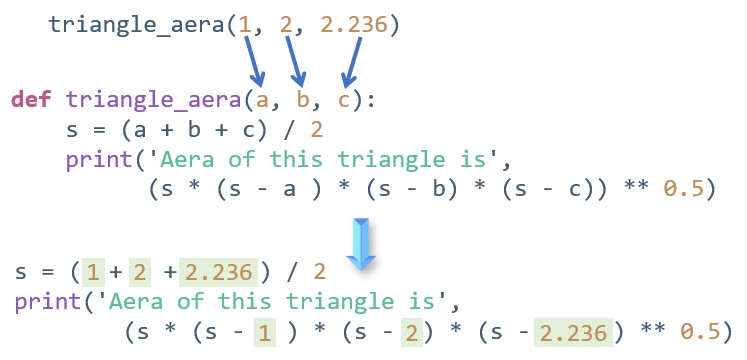 triangle_aera(1, 2, 2.236)
def triangle_aera(a, b, c):
s = (a + b + c) / 2
print('Aera of this triangle is',
(s * (s - a ) * (s - b) * (s - c)) ** 0.5)
s = (1 + 2 + 2.236) / 2
print('Aera of this triangle is',
(s * (s - 1 ) * (s - 2) * (s - 2.236) ** 0.5)